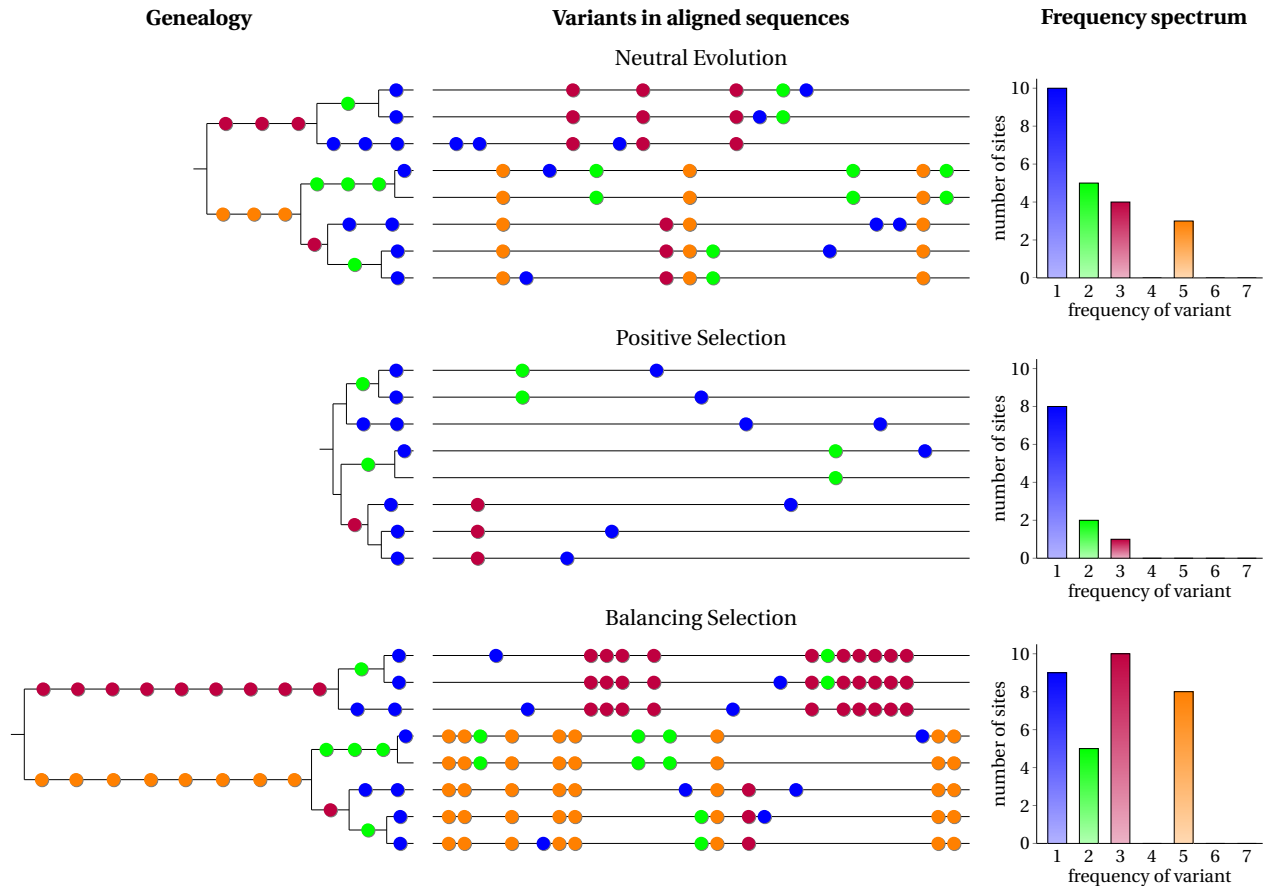 Genealogy Variants in aligned sequences Frequency spectrum
Neutral Evolution
number of sites
10
8
6
4
2
0
1 2 3 4 5 6 7
frequency of variant
Positive Selection
number of sites
10
8
6
4
2
0
1 2 3 4 5 6 7
frequency of variant
Balancing Selection
number of sites
10
8
6
4
2
0
1 2 3 4 5 6 7
frequency of variant